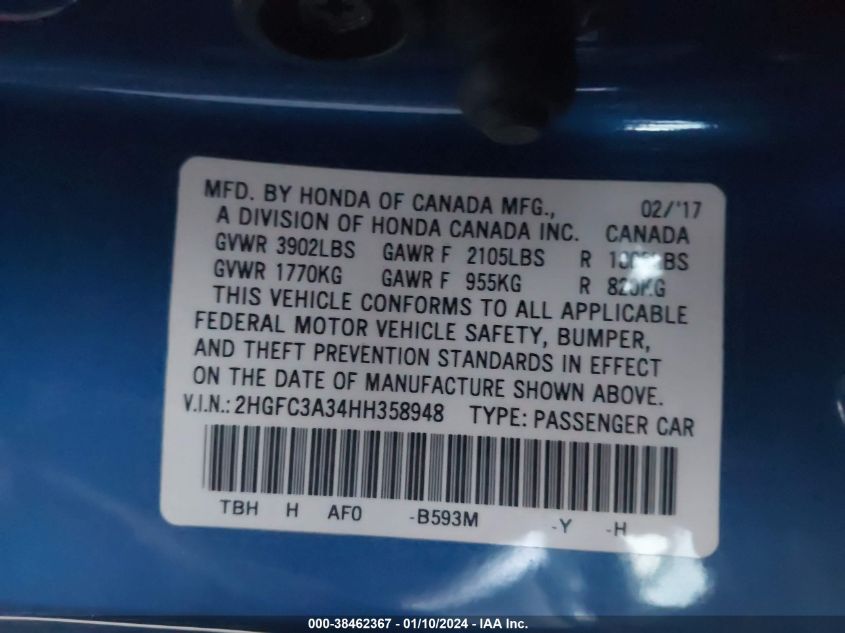 MFD. BY HONDA OF CANADA MFG., 02/'17
A DIVISION OF HONDA CANADA INC. CANADA
GVWR 3902LBS GAWR F 2105LBS R
GVWR 1770KG GAWR F 955KG R
THIS VEHICLE CONFORMS TO ALL APPLICABLE
FEDERAL MOTOR VEHICLE SAFETY, BUMPER,
AND THEFT PREVENTION STANDARDS IN EFFECT
ON THE DATE OF MANUFACTURE SHOWN ABOVE.
V.I.N.: 2HGFC3A34HH358948 TYPE: PASSENGER CAR
TBH H AF0 -B593M -Y -H
000-38462367 - 01/10/2024 - IAA Inc.